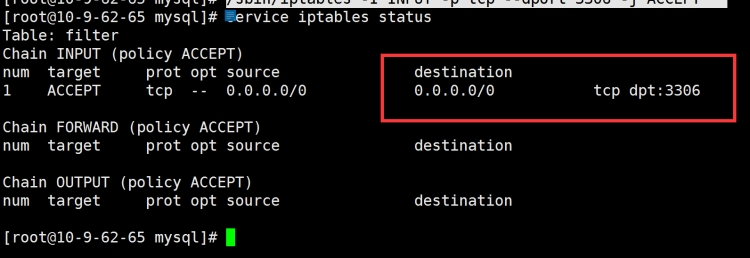 [root@10-9-62-65 mysql]# /sbin/iptables -I INPUT -p tcp --dport 3306 -j ACCEPT
[root@10-9-62-65 mysql]# service iptables status
Table: filter
Chain INPUT (policy ACCEPT)
num target prot opt source destination
1 ACCEPT tcp -- 0.0.0.0/0 0.0.0.0/0 tcp dpt:3306
Chain FORWARD (policy ACCEPT)
num target prot opt source destination
Chain OUTPUT (policy ACCEPT)
num target prot opt source destination
[root@10-9-62-65 mysql]#